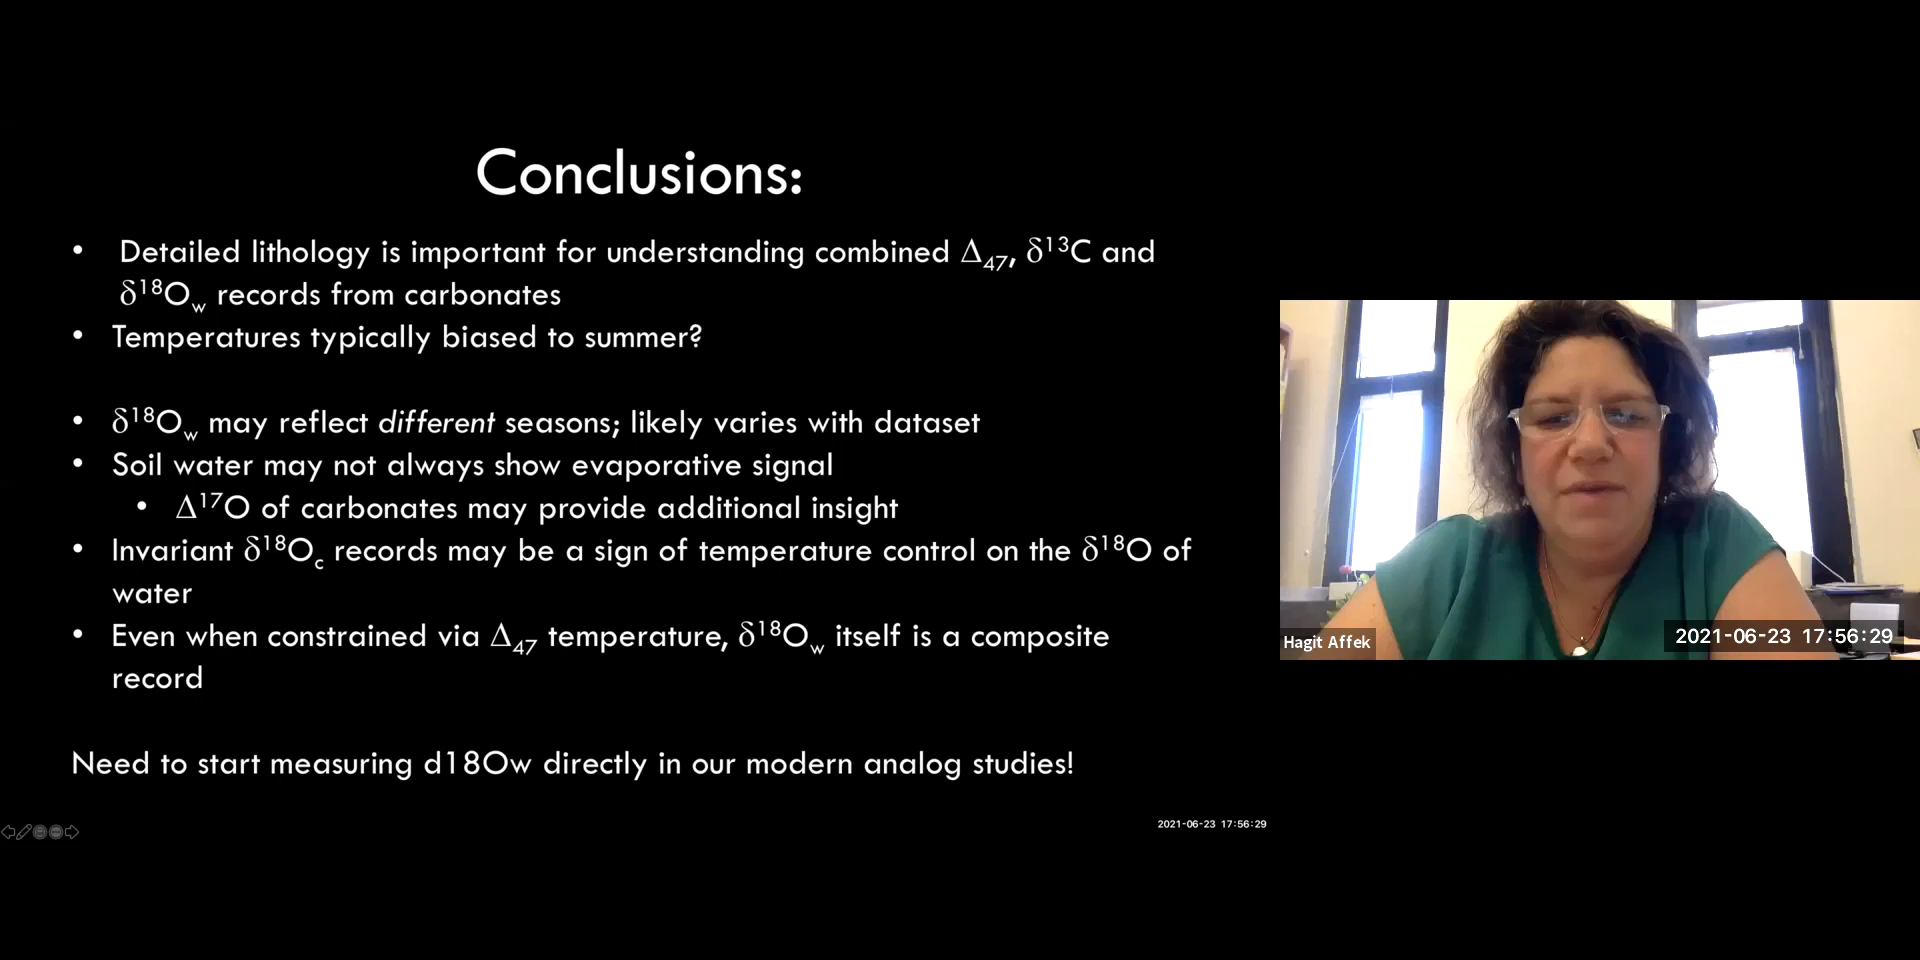 Conclusions:
• Detailed lithology is important for understanding combined Δ₄₇, δ¹³C and
δ¹⁸O_w records from carbonates
• Temperatures typically biased to summer?
• δ¹⁸O_w may reflect different seasons; likely varies with dataset
• Soil water may not always show evaporative signal
• Δ¹⁷O of carbonates may provide additional insight
• Invariant δ¹⁸O_c records may be a sign of temperature control on the δ¹⁸O of
water
• Even when constrained via Δ₄₇ temperature, δ¹⁸O_w itself is a composite
record
Need to start measuring d18Ow directly in our modern analog studies!
2021-06-23 17:56:29
Hagit Affek
2021-06-23 17:56:29